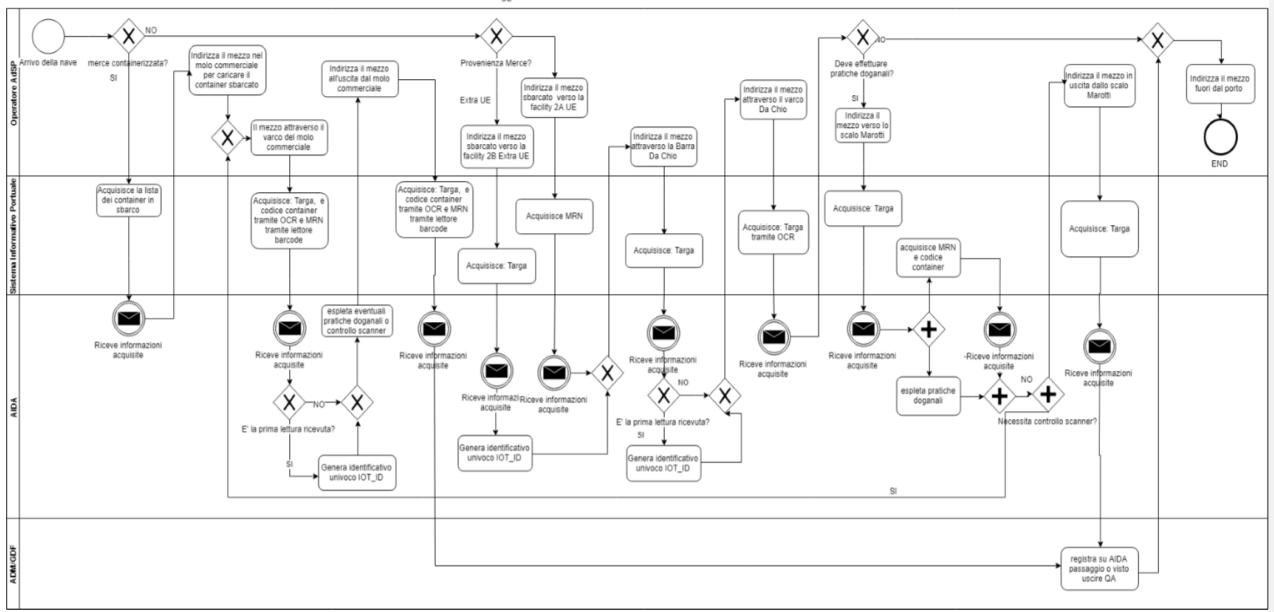 Operatore AdSP
Arrivo della nave
NO
merce containerizzata?
SI
Indirizza il mezzo nel
molo commerciale
per caricare il
container sbarcato
Il mezzo attraverso il
varco del molo
commerciale
Indirizza il mezzo
all'uscita dal molo
commerciale
Provenienza Merce?
Extra UE
Indirizza il mezzo
sbarcato verso la
facility 2B Extra UE
Indirizza il mezzo
sbarcato verso la
facility 2A UE
Indirizza il mezzo
attraverso la Barra
Da Chio
Indirizza il mezzo
attraverso il varco
Da Chio
NO
Deve effettuare
pratiche doganali?
SI
Indirizza il
mezzo verso lo
scalo Marotti
Indirizza il mezzo in
uscita dallo scalo
Marotti
Indirizza il mezzo
fuori dal porto
END
Sistema Informativo Portuale
Acquisisce la lista
dei container in
sbarco
Acquisisce: Targa, e
codice container
tramite OCR e MRN
tramite lettore
barcode
Acquisisce: Targa, e
codice container
tramite OCR e MRN
tramite lettore
barcode
Acquisisce: Targa
Acquisisce MRN
Acquisisce: Targa
Acquisisce: Targa
tramite OCR
Acquisisce: Targa
acquisisce MRN
e codice
container
Acquisisce: Targa
AIDA
Riceve informazioni
acquisite
Riceve informazioni
acquisite
NO
E' la prima lettura ricevuta?
SI
Genera identificativo
univoco IOT_ID
espleta eventuali
pratiche doganali o
controllo scanner
Riceve informazioni
acquisite
Riceve informazi
acquisite
Riceve informazioni
acquisite
Genera identificativo
univoco IOT_ID
Riceve informazioni
acquisite
NO
E' la prima lettura ricevuta?
SI
Genera identificativo
univoco IOT_ID
Riceve informazioni
acquisite
Riceve informazioni
acquisite
espleta pratiche
doganali
-Riceve informazioni
acquisite
NO
Necessita controllo scanner?
SI
Riceve informazioni
acquisite
ADM/GDF
registra su AIDA
passaggio o visto
uscire QA